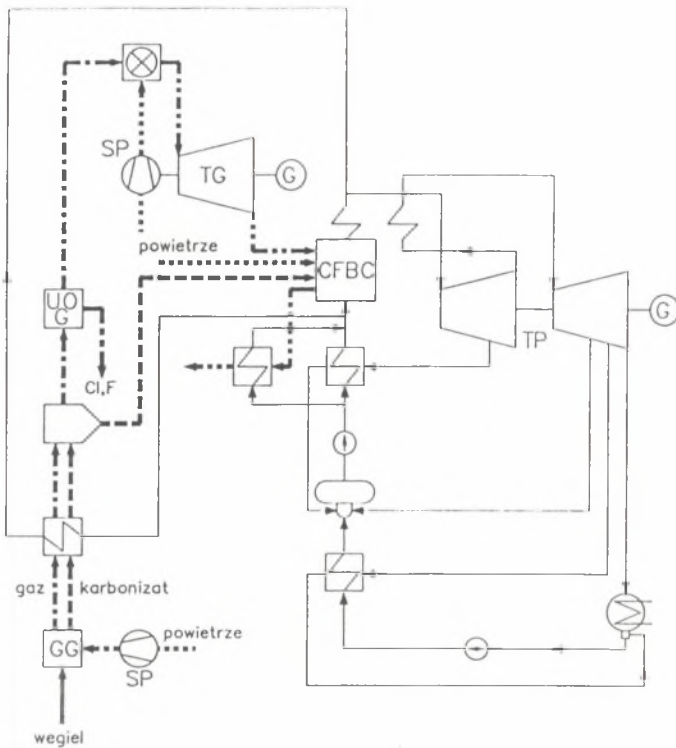 SP
TG
G
powietrze
CFBC
UO
G
G
TP
Cl,F
gaz
karbonizat
powietrze
GG
SP
wegiel